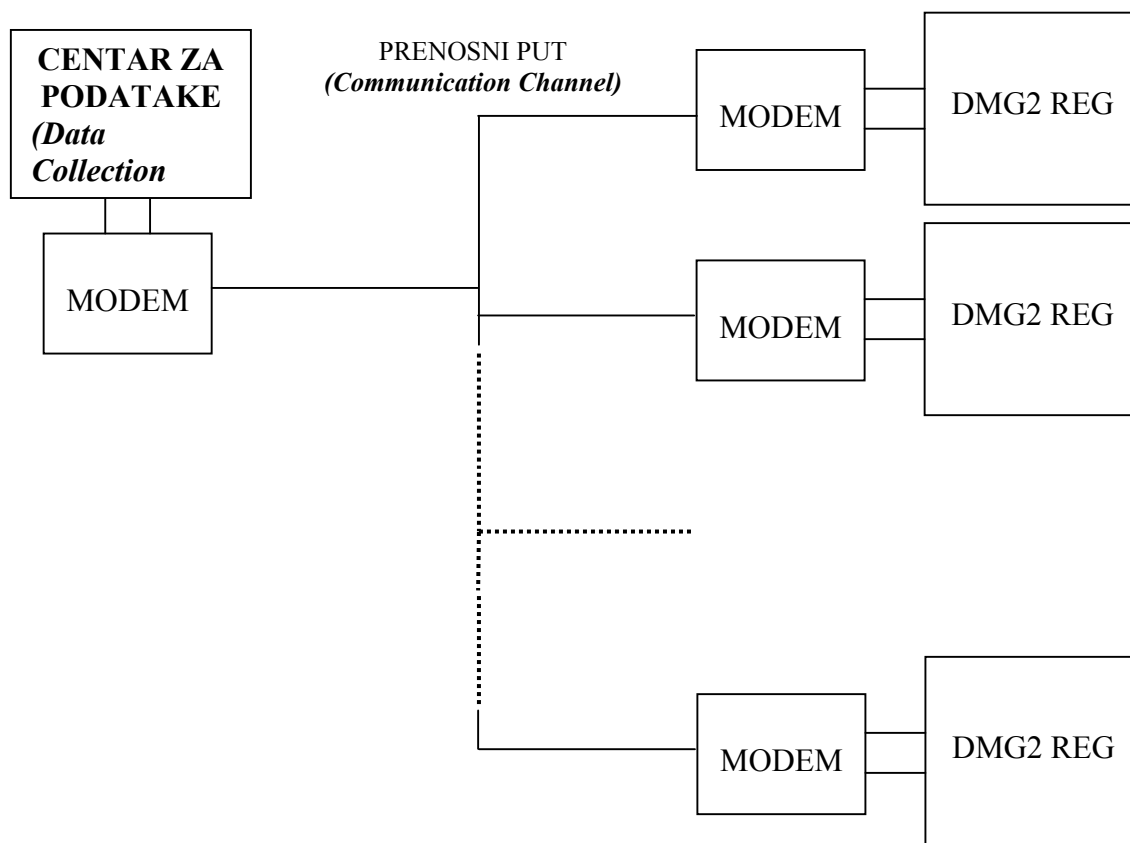 CENTAR ZA
PODATAKE
(Data
Collection
PRENOSNI PUT
(Communication Channel)
MODEM
DMG2 REG
MODEM
MODEM
DMG2 REG
MODEM
DMG2 REG